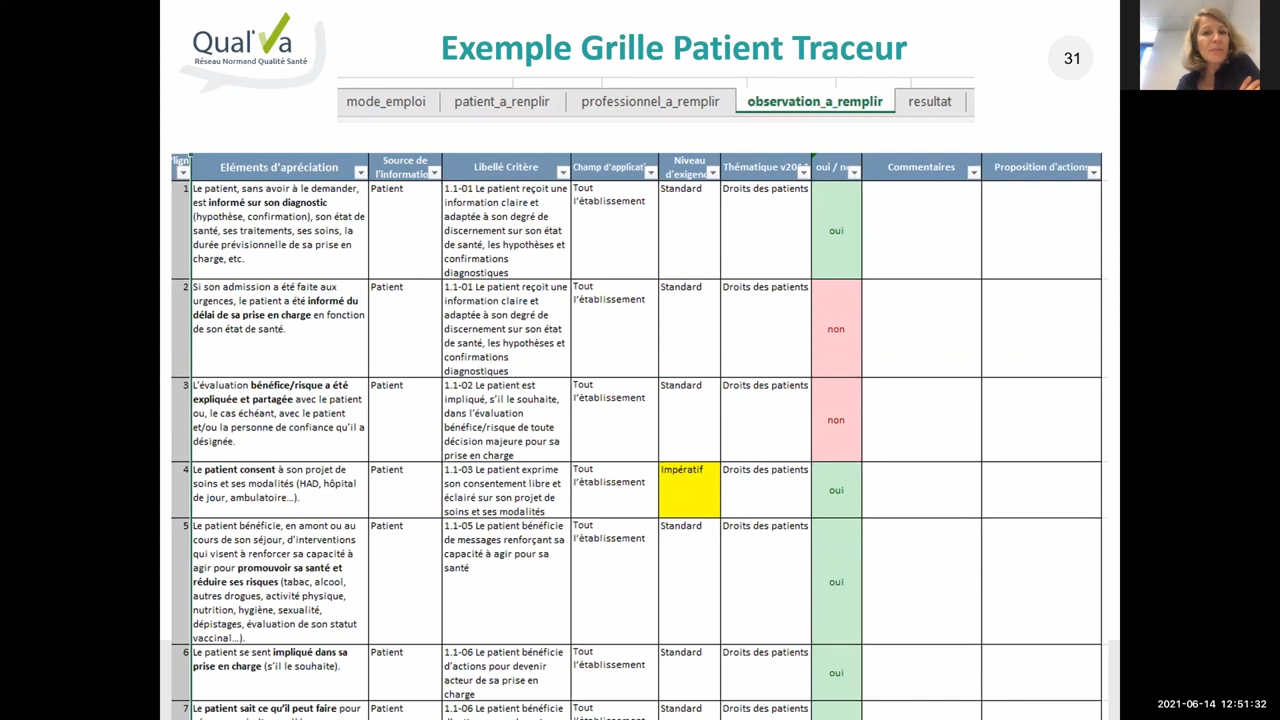 Qual'Va
Réseau Normand Qualité Santé
Exemple Grille Patient Traceur
31
mode_emploi
patient_a_renplir
professionnel_a_remplir
observation_a_remplir
resultat
Eléments d'apréciation
Source de
l'informatio
Libellé Critère
Champ d'applicati
Niveau
d'exigenc
Thématique
oui /
Commentaires
Proposition d'actions
1
Le patient, sans avoir à le demander,
est informé sur son diagnostic
(hypothèse, confirmation), son état de
santé, ses traitements, ses soins, la
durée prévisionnelle de sa prise en
charge, etc.
Patient
1.1-01 Le patient reçoit une
information claire et
adaptée à son degré de
discernement sur son état
de santé, les hypothèses et
confirmations
diagnostiques
Tout
l'établissement
Standard
Droits des patients
oui
2
Si son admission a été faite aux
urgences, le patient a été informé du
délai de sa prise en charge en fonction
de son état de santé.
Patient
1.1-01 Le patient reçoit une
information claire et
adaptée à son degré de
discernement sur son état
de santé, les hypothèses et
confirmations
diagnostiques
Tout
l'établissement
Standard
Droits des patients
non
3
L'évaluation bénéfice/risque a été
expliquée et partagée avec le patient
ou, le cas échéant, avec le patient
et/ou la personne de confiance qu'il a
désignée.
Patient
1.1-02 Le patient est
impliqué, s'il le souhaite,
dans l'évaluation
bénéfice/risque de toute
décision majeure pour sa
prise en charge
Tout
l'établissement
Standard
Droits des patients
non
4
Le patient consent à son projet de
soins et ses modalités (HAD, hôpital
de jour, ambulatoire...).
Patient
1.1-03 Le patient exprime
son consentement libre et
éclairé sur son projet de
soins et ses modalités
Tout
l'établissement
Impératif
Droits des patients
oui
5
Le patient bénéficie, en amont ou au
cours de son séjour, d'interventions
qui visent à renforcer sa capacité à
agir pour promouvoir sa santé et
réduire ses risques (tabac, alcool,
autres drogues, activité physique,
nutrition, hygiène, sexualité,
dépistages, évaluation de son statut
vaccinal...).
Patient
1.1-05 Le patient bénéficie
de messages renforçant sa
capacité à agir pour sa
santé
Tout
l'établissement
Standard
Droits des patients
oui
6
Le patient se sent impliqué dans sa
prise en charge (s'il le souhaite).
Patient
1.1-06 Le patient bénéficie
d'actions pour devenir
acteur de sa prise en
charge
Tout
l'établissement
Standard
Droits des patients
oui
7
Le patient sait ce qu'il peut faire pour
Patient
1.1-06 Le patient bénéficie
Tout
Standard
Droits des patients
2021-06-14 12:51:32